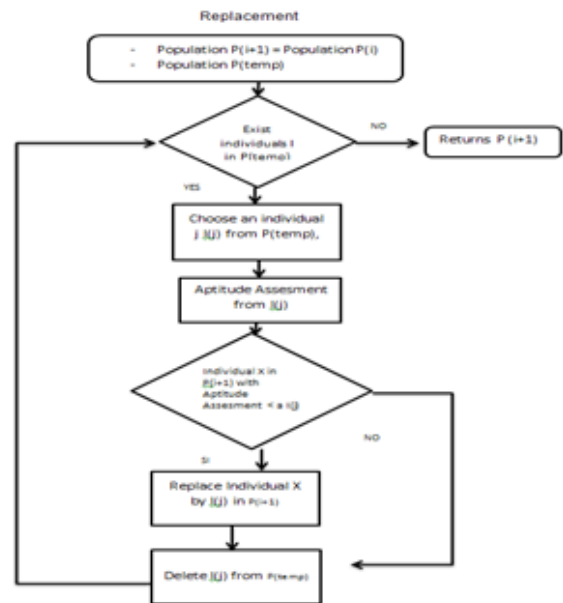 Replacement
- Population P(i+1) = Population P(i)
- Population P(temp)
Exist
individuals I
in P(temp)
NO
Returns P (i+1)
YES
Choose an individual
j I(j) from P(temp),
Aptitude Assesment
from I(j)
Individual X in
P(i+1) with
Aptitude
Assesment < a I(j)
NO
SI
Replace Individual X
by I(j) in P(i+1)
Delete I(j) from P(temp)